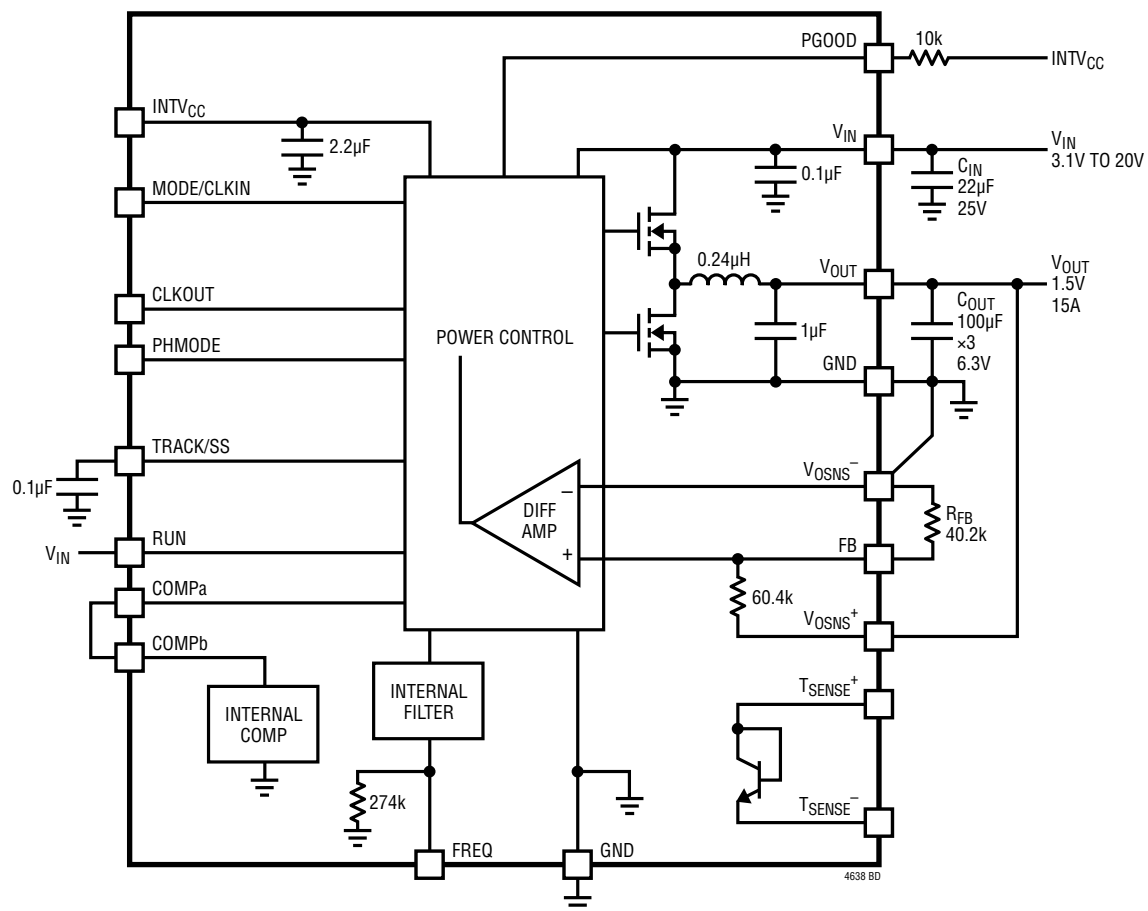 PGOOD
10k
INTVCC
INTVCC
2.2µF
VIN
VIN
3.1V TO 20V
0.1µF
CIN
22µF
25V
MODE/CLKIN
0.24µH
VOUT
VOUT
1.5V
15A
CLKOUT
COUT
100µF
×3
6.3V
1µF
POWER CONTROL
PHMODE
GND
TRACK/SS
0.1µF
VOSNS−
−
DIFF
AMP
+
RFB
40.2k
VIN
RUN
FB
COMPa
60.4k
VOSNS+
COMPb
INTERNAL
FILTER
TSENSE+
INTERNAL
COMP
274k
TSENSE−
FREQ
GND
4638 BD